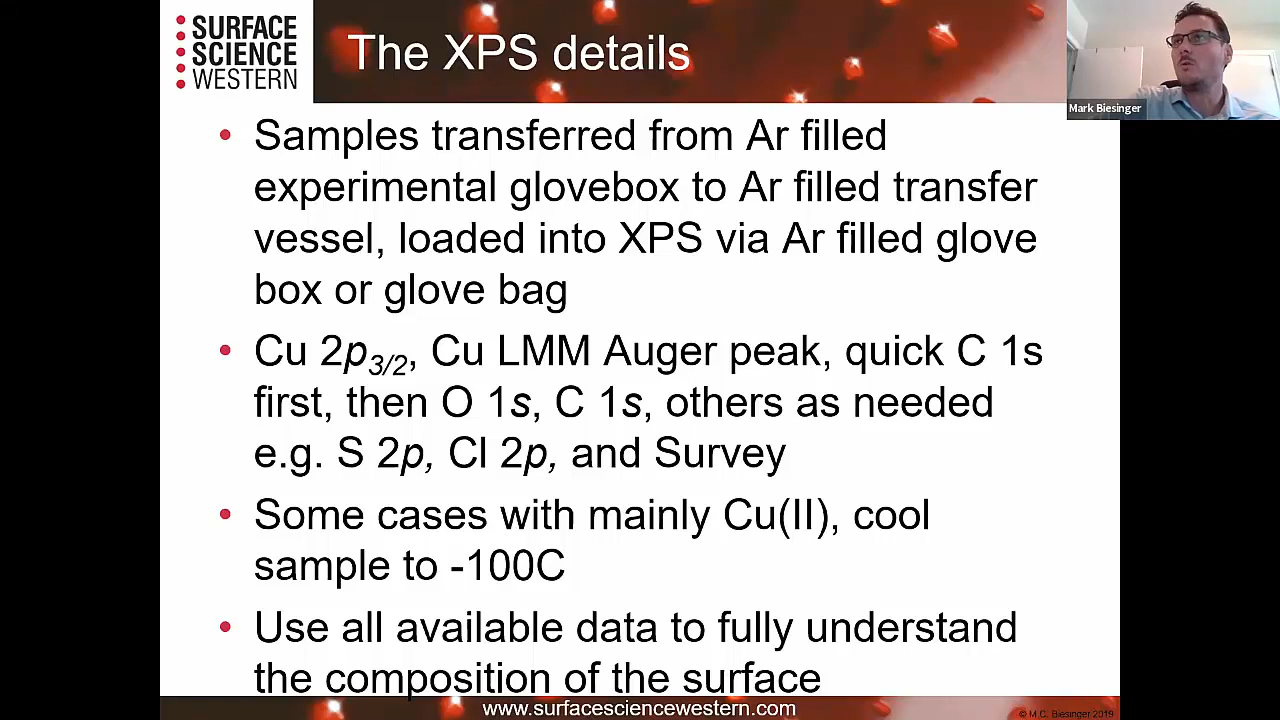 SURFACE
SCIENCE
WESTERN
The XPS details
Mark Biesinger
• Samples transferred from Ar filled
experimental glovebox to Ar filled transfer
vessel, loaded into XPS via Ar filled glove
box or glove bag
• Cu 2p3/2, Cu LMM Auger peak, quick C 1s
first, then O 1s, C 1s, others as needed
e.g. S 2p, Cl 2p, and Survey
• Some cases with mainly Cu(II), cool
sample to -100C
• Use all available data to fully understand
the composition of the surface
www.surfacesciencewestern.com
© M.C. Biesinger 2019